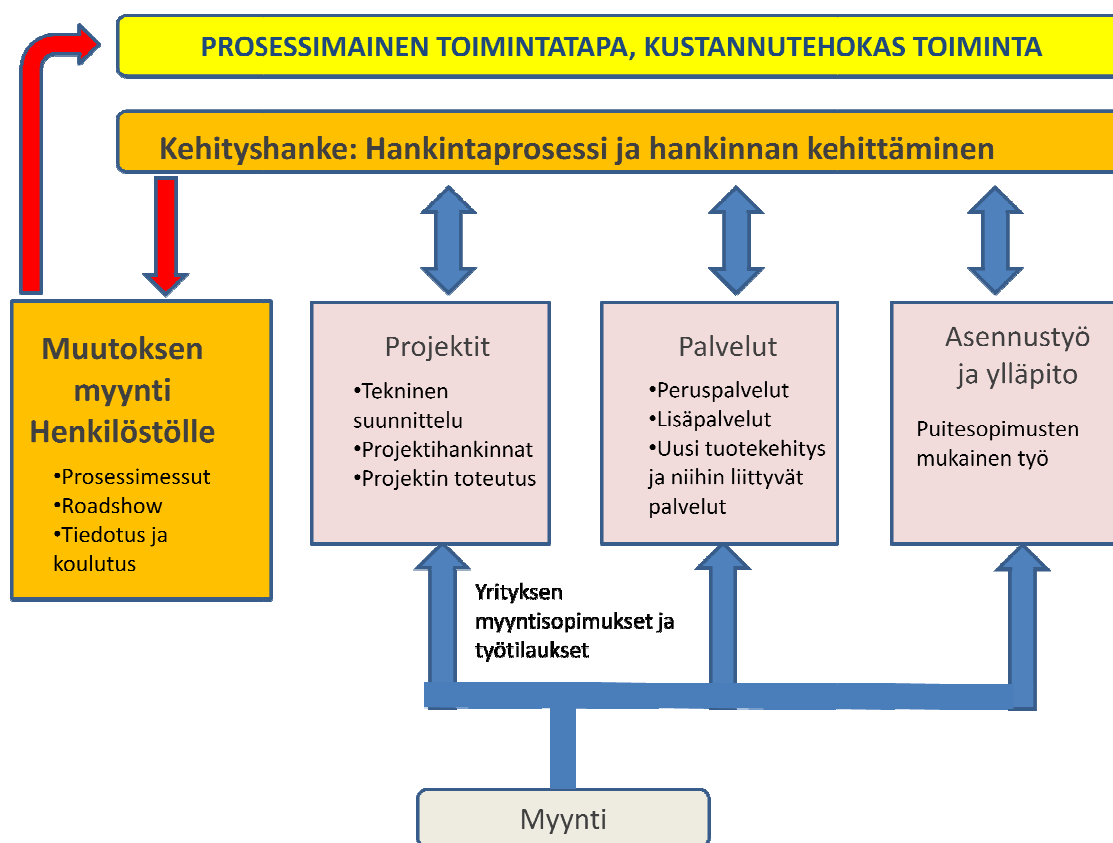 PROSESSIMAINEN TOIMINTATAPA, KUSTANNUTEHOKAS TOIMINTA
Kehityshanke: Hankintaprosessi ja hankinnan kehittäminen
Muutoksen
myynti
Henkilöstölle
•Prosessimessut
•Roadshow
•Tiedotus ja
koulutus
Projektit
•Tekninen
suunnittelu
•Projektihankinnat
•Projektin toteutus
Palvelut
•Peruspalvelut
•Lisäpalvelut
•Uusi tuotekehitys
ja niihin liittyvät
palvelut
Asennustyö
ja ylläpito
Puitesopimusten
mukainen työ
Yrityksen
myyntisopimukset ja
työtilaukset
Myynti